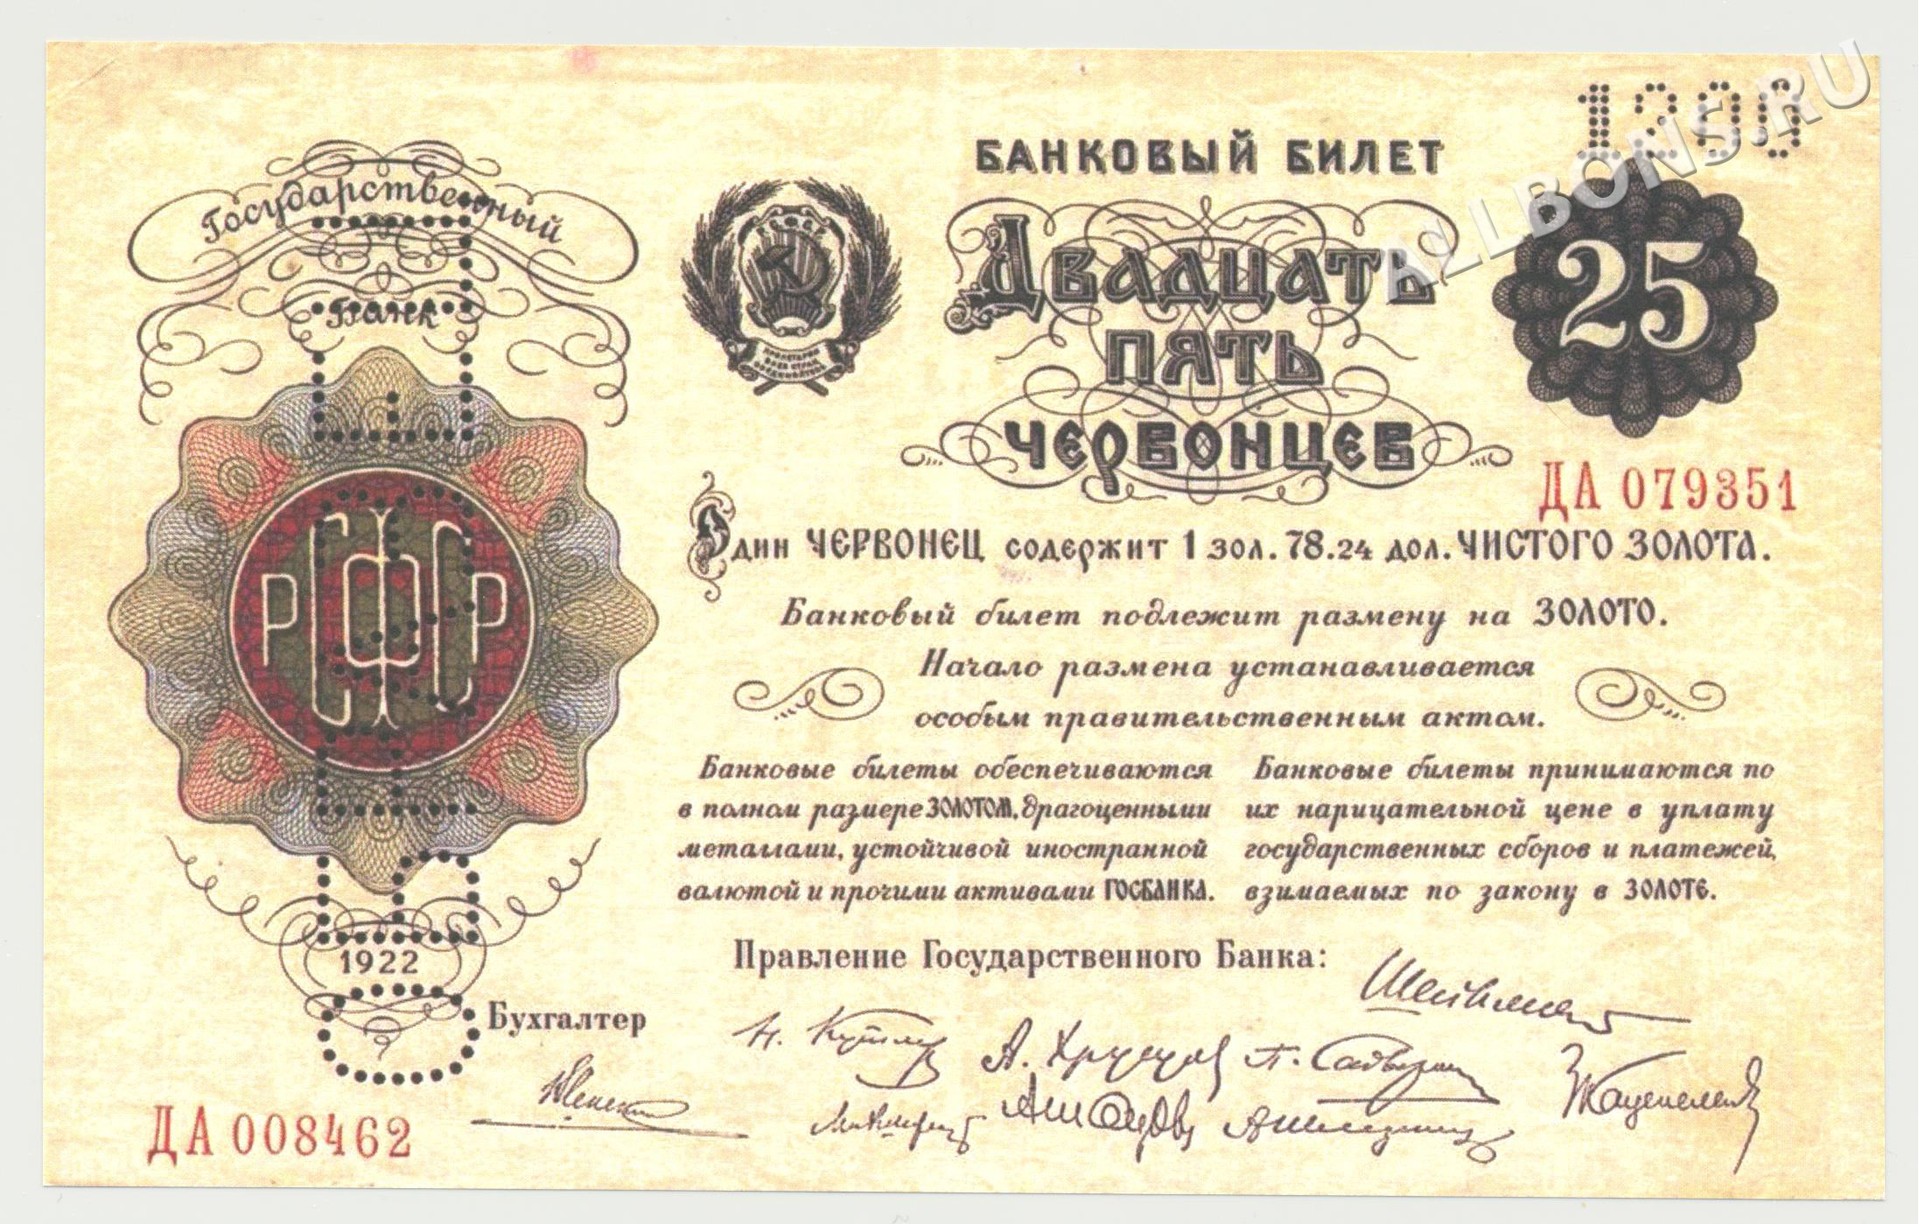 1296
ALLBONS.RU
БАНКОВЫЙ БИЛЕТ
Государственный
Банк
РСФСР
ДВАДЦАТЬ
ПЯТЬ
ЧЕРВОНЦЕВ
25
ДА 079351
Один ЧЕРВОНЕЦ содержит 1 зол. 78.24 дол. ЧИСТОГО ЗОЛОТА.
Банковый билет подлежит размену на ЗОЛОТО.
Начало размена устанавливается
особым правительственным актом.
Банковые билеты обеспечиваются
в полном размере ЗОЛОТОМ, драгоценными
металлами, устойчивой иностранной
валютой и прочими активами ГОСБАНКА.
Банковые билеты принимаются по
их нарицательной цене в уплату
государственных сборов и платежей,
взимаемых по закону в ЗОЛОТЕ.
Правление Государственного Банка:
1922
Бухгалтер
ДА 008462